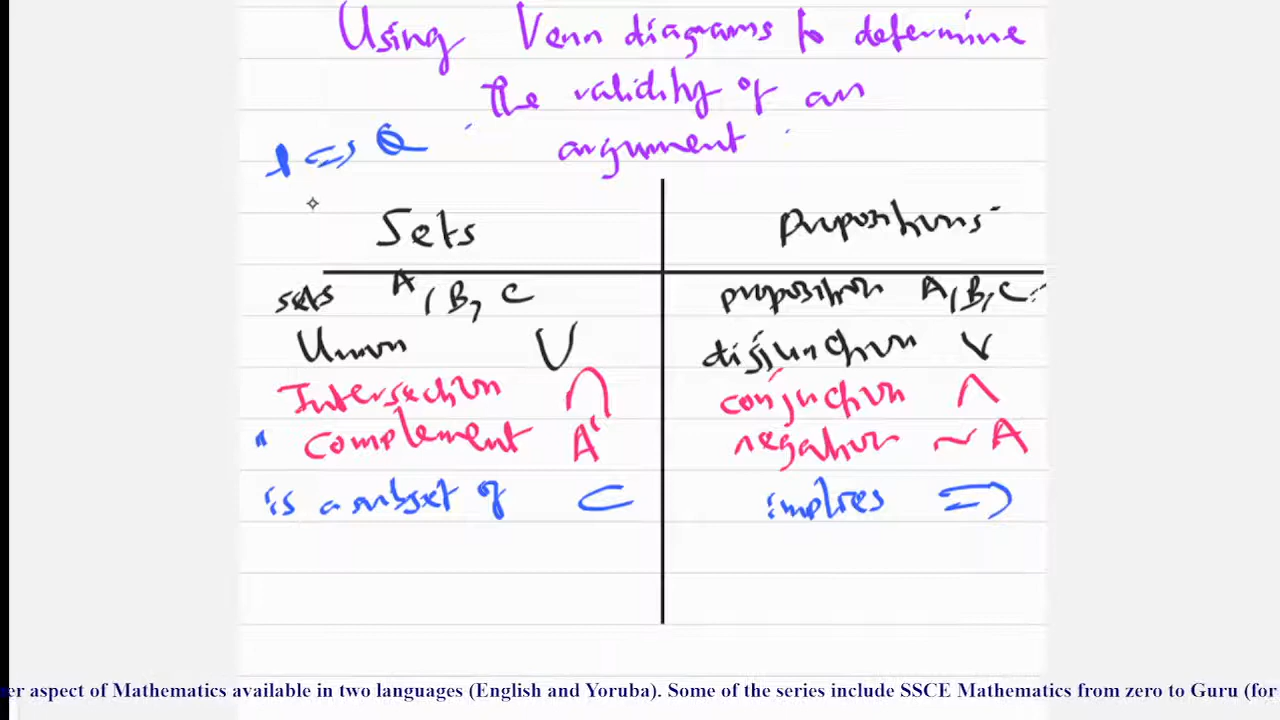 Using Venn diagrams to determine
the validity of an
argument
P => Q
Sets Propositions
sets A, B, C proposition A, B, C
Union U disjunction v
Intersection ∩ conjunction ∧
complement A' negation ~A
is a subset of ⊂ implies =>
er aspect of Mathematics available in two languages (English and Yoruba). Some of the series include SSCE Mathematics from zero to Guru (for